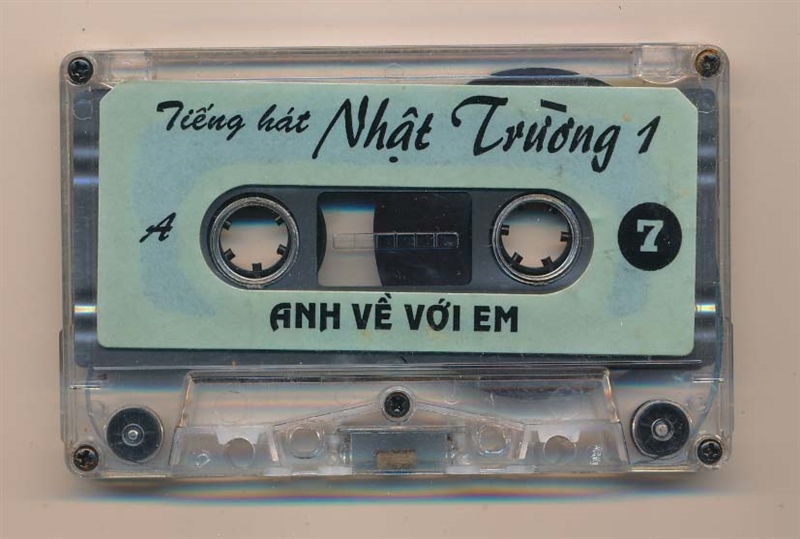 Tiếng hát Nhật Trường 1
A
7
ANH VỀ VỚI EM